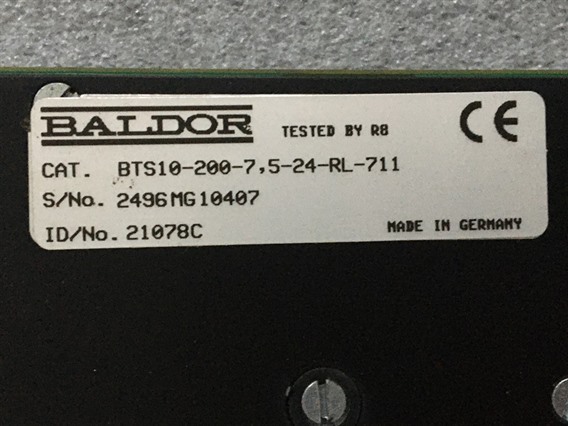 BALDOR TESTED BY R8 CE
CAT. BTS10-200-7,5-24-RL-711
S/No. 2496MG10407
ID/No. 21078C MADE IN GERMANY